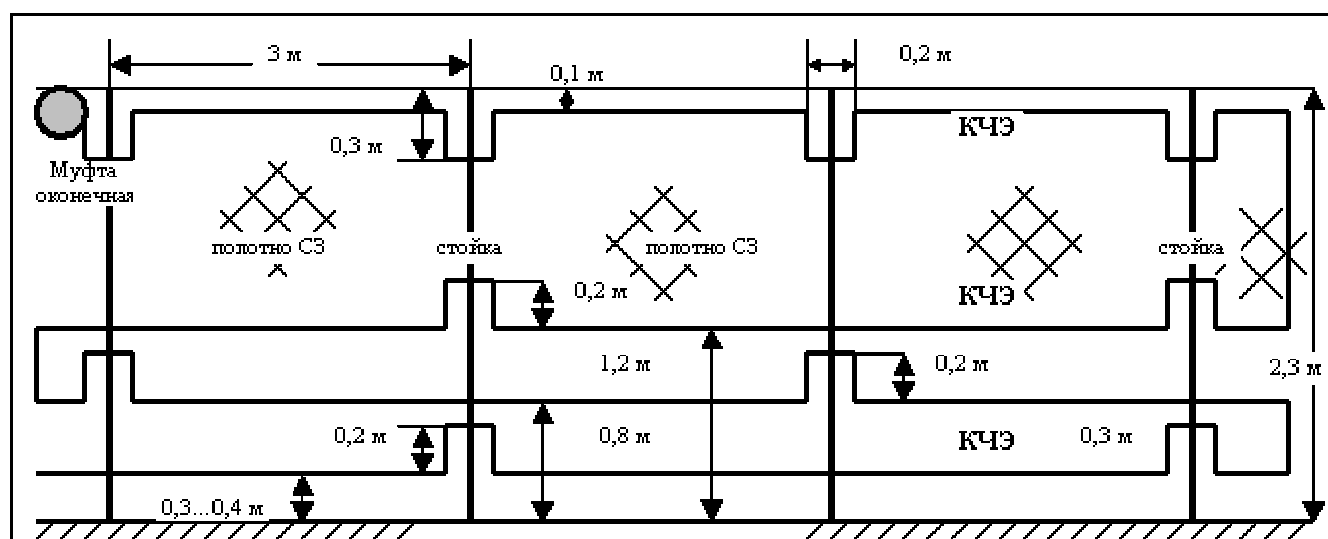 3 м
0,2 м
0,1 м
КЧЭ
0,3 м
Муфта
оконечная
полотно СЗ
стойка
полотно СЗ
стойка
0,2 м
КЧЭ
1,2 м
0,2 м
2,3 м
0,2 м
0,8 м
КЧЭ
0,3 м
0,3...0,4 м